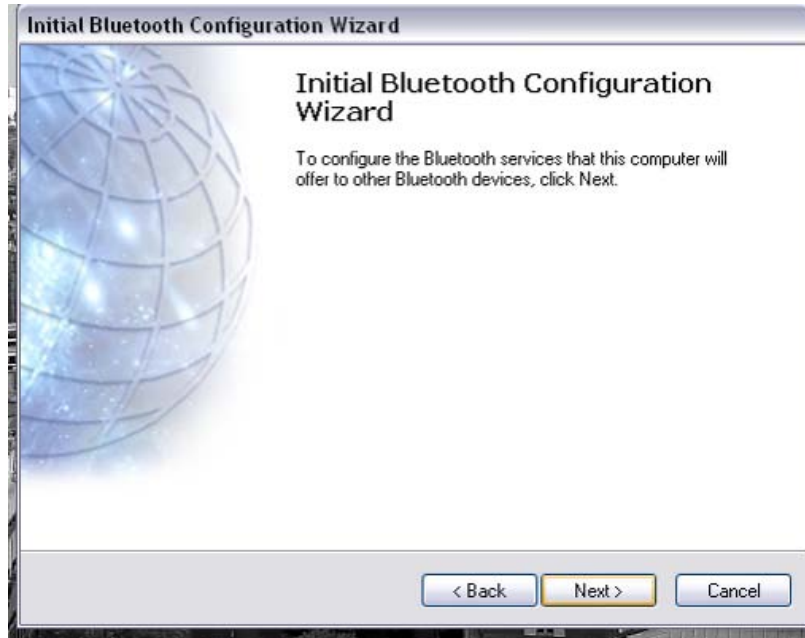 Initial Bluetooth Configuration Wizard
Initial Bluetooth Configuration
Wizard
To configure the Bluetooth services that this computer will
offer to other Bluetooth devices, click Next.
< Back Next > Cancel